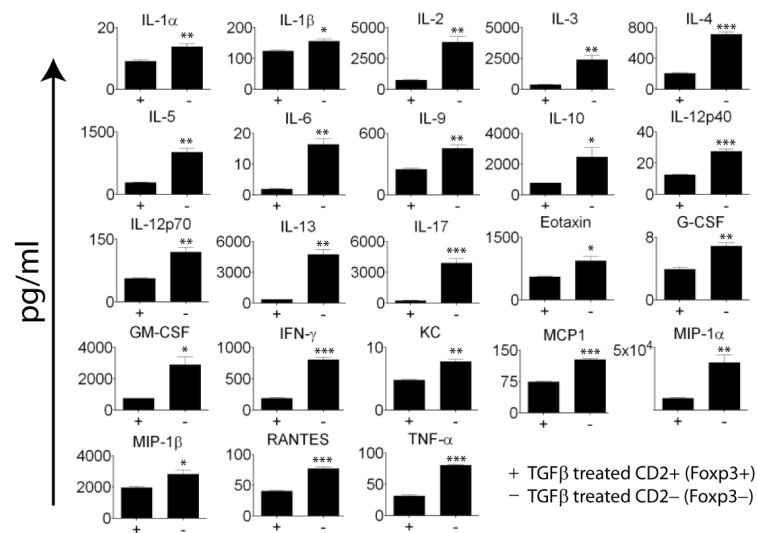 IL-1α IL-1β IL-2 IL-3 IL-4
20 10 0 + - **
200 100 0 + - *
5000 2500 0 + - **
5000 2500 0 + - **
800 400 0 + - ***
IL-5 IL-6 IL-9 IL-10 IL-12p40
1500 0 + - **
20 10 0 + - **
600 0 + - **
4000 2000 0 + - *
40 20 0 + - ***
IL-12p70 IL-13 IL-17 Eotaxin G-CSF
150 0 + - **
6000 3000 0 + - **
6000 3000 0 + - ***
1500 0 + - *
8 4 0 + - **
GM-CSF IFN-γ KC MCP1 MIP-1α
4000 2000 0 + - *
1000 500 0 + - ***
10 0 + - **
150 75 0 + - ***
5x10⁴ 0 + - **
MIP-1β RANTES TNF-α
4000 2000 0 + - *
100 50 0 + - ***
100 50 0 + - ***
pg/ml
+ TGFβ treated CD2+ (Foxp3+)
− TGFβ treated CD2− (Foxp3−)